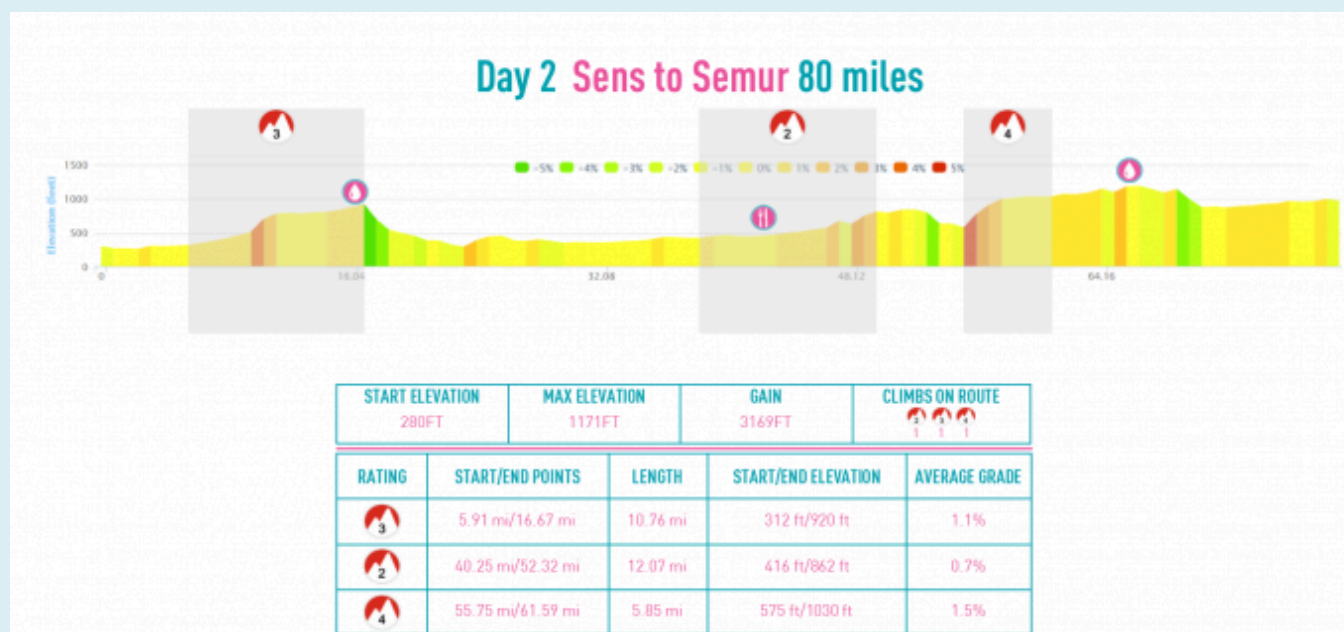 Day 2 Sens to Semur 80 miles
3
2
4
Elevation (feet)
1500
1000
500
0
-5% -4% -3% -2% -1% 0% 1% 2% 3% 4% 5%
0 16.04 32.08 48.12 64.16
START ELEVATION MAX ELEVATION GAIN CLIMBS ON ROUTE
280FT 1171FT 3169FT
2 3 4
1 1 1
RATING START/END POINTS LENGTH START/END ELEVATION AVERAGE GRADE
3 5.91 mi/16.67 mi 10.76 mi 312 ft/920 ft 1.1%
2 40.25 mi/52.32 mi 12.07 mi 416 ft/862 ft 0.7%
4 55.75 mi/61.59 mi 5.85 mi 575 ft/1030 ft 1.5%